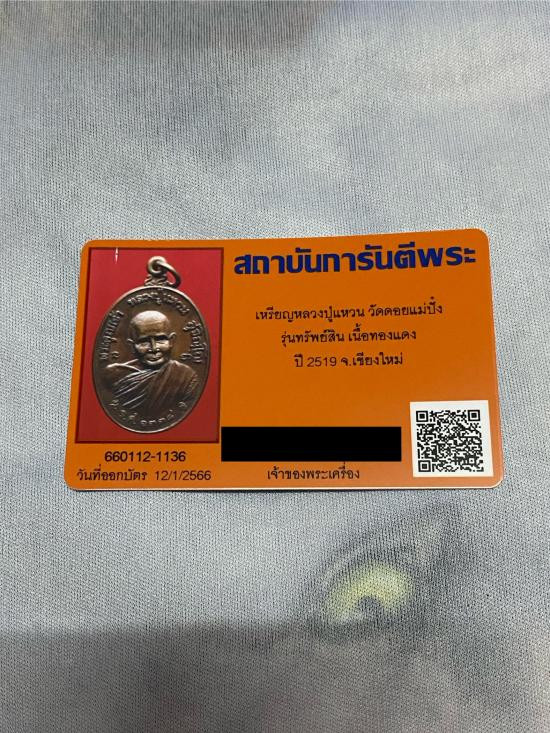 สถาบันการันตีพระ
เหรียญหลวงปู่แหวน วัดดอยแม่ปั๋ง
รุ่นทรัพย์สิน เนื้อทองแดง
ปี 2519 จ.เชียงใหม่
660112-1136
วันที่ออกบัตร 12/1/2566
เจ้าของพระเครื่อง